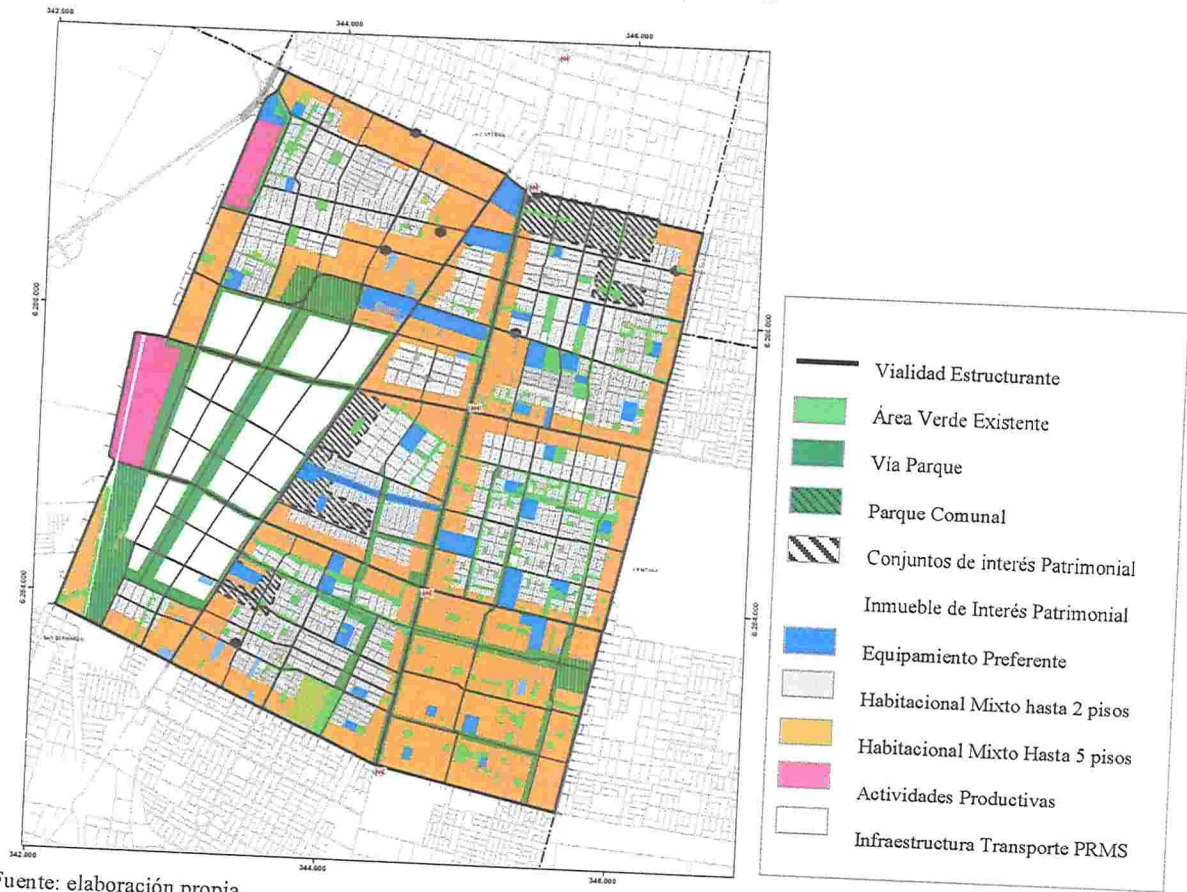 342.000
344.000
346.000
6.286.000
6.286.000
Vialidad Estructurante
Área Verde Existente
Vía Parque
Parque Comunal
Conjuntos de interés Patrimonial
Inmueble de Interés Patrimonial
Equipamiento Preferente
Habitacional Mixto hasta 2 pisos
Habitacional Mixto Hasta 5 pisos
Actividades Productivas
Infraestructura Transporte PRMS
6.284.000
6.284.000
SAN BERNARDO
342.000
344.000
346.000
Fuente: elaboración propia